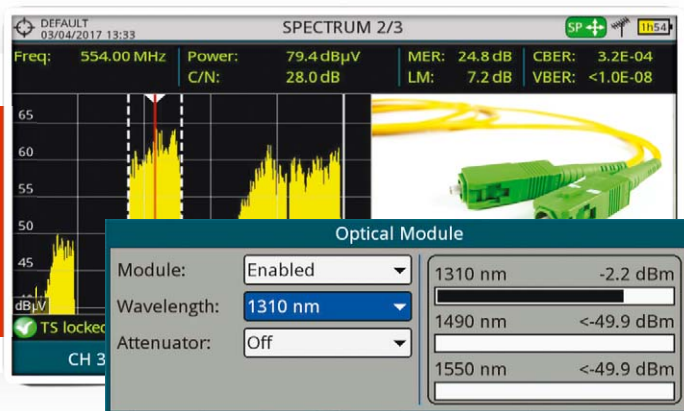 DEFAULT
03/04/2017 13:33
SPECTRUM 2/3
SP
1h54
Freq: 554.00 MHz Power: 79.4 dBµV MER: 24.8 dB CBER: 3.2E-04
C/N: 28.0 dB LM: 7.2 dB VBER: <1.0E-08
65
60
55
50
45
dBµV
TS locked
CH 3
Optical Module
Module: Enabled
Wavelength: 1310 nm
Attenuator: Off
1310 nm -2.2 dBm
1490 nm <-49.9 dBm
1550 nm <-49.9 dBm